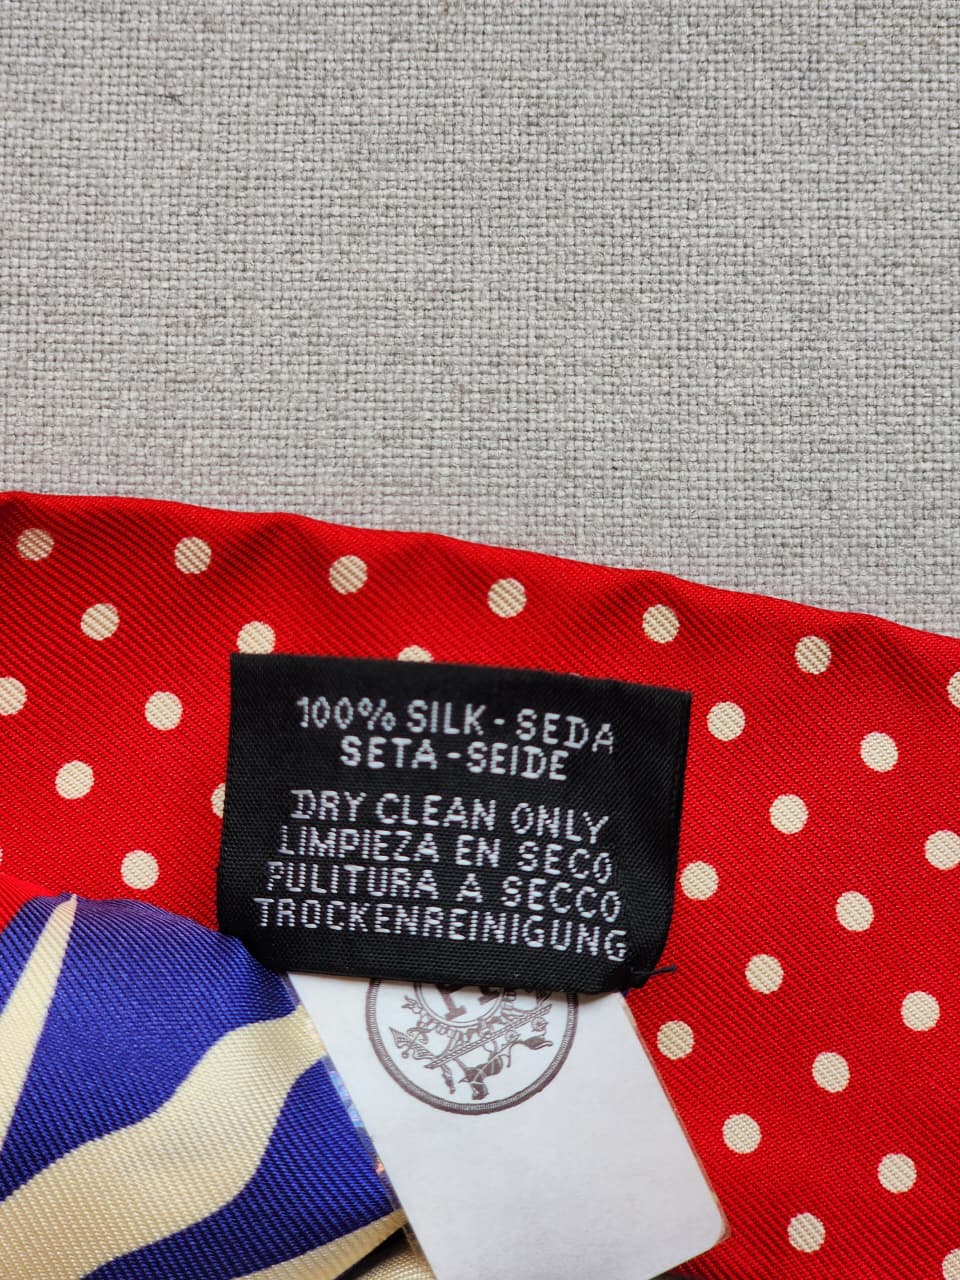 100% SILK - SEDA
SETA - SEIDE
DRY CLEAN ONLY
LIMPIEZA EN SECO
PULITURA A SECCO
TROCKENREINIGUNG